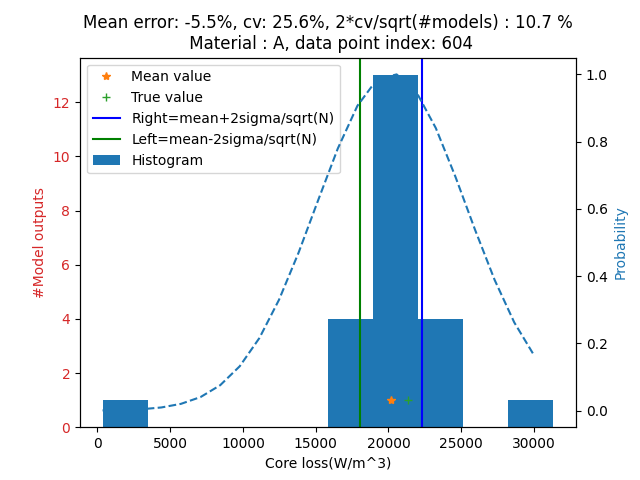 Mean error: -5.5%, cv: 25.6%, 2*cv/sqrt(#models) : 10.7 %
Material : A, data point index: 604
Mean value
True value
Right=mean+2sigma/sqrt(N)
Left=mean-2sigma/sqrt(N)
Histogram
#Model outputs
12
10
8
6
4
2
0
1.0
0.8
0.6
0.4
0.2
0.0
Probability
0
5000
10000
15000
20000
25000
30000
Core loss(W/m^3)